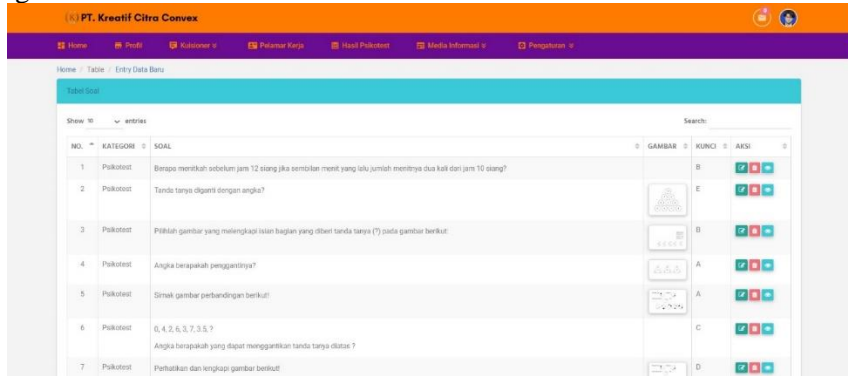 (K) PT. Kreatif Citra Convex
Home Profil Kuisioner Pelamar Kerja Hasil Psikotest Media Informasi Pengaturan
Home / Table / Entry Data Baru
Tabel Soal
Show 10 entries Search:
NO. KATEGORI SOAL GAMBAR KUNCI AKSI
1 Psikotest Berapa menitkah sebelum jam 12 siang jika sembilan menit yang lalu jumlah menitnya dua kali dari jam 10 siang? B
2 Psikotest Tanda tanya diganti dengan angka? E
3 Psikotest Pilihlah gambar yang melengkapi isian bagian yang diberi tanda tanya (?) pada gambar berikut! B
4 Psikotest Angka berapakah penggantinya? A
5 Psikotest Simak gambar perbandingan berikut! A
6 Psikotest 0, 4, 2, 6, 3, 7, 3.5, ? C
Angka berapakah yang dapat menggantikan tanda tanya diatas ?
7 Psikotest Perhatikan dan lengkapi gambar berikut! D